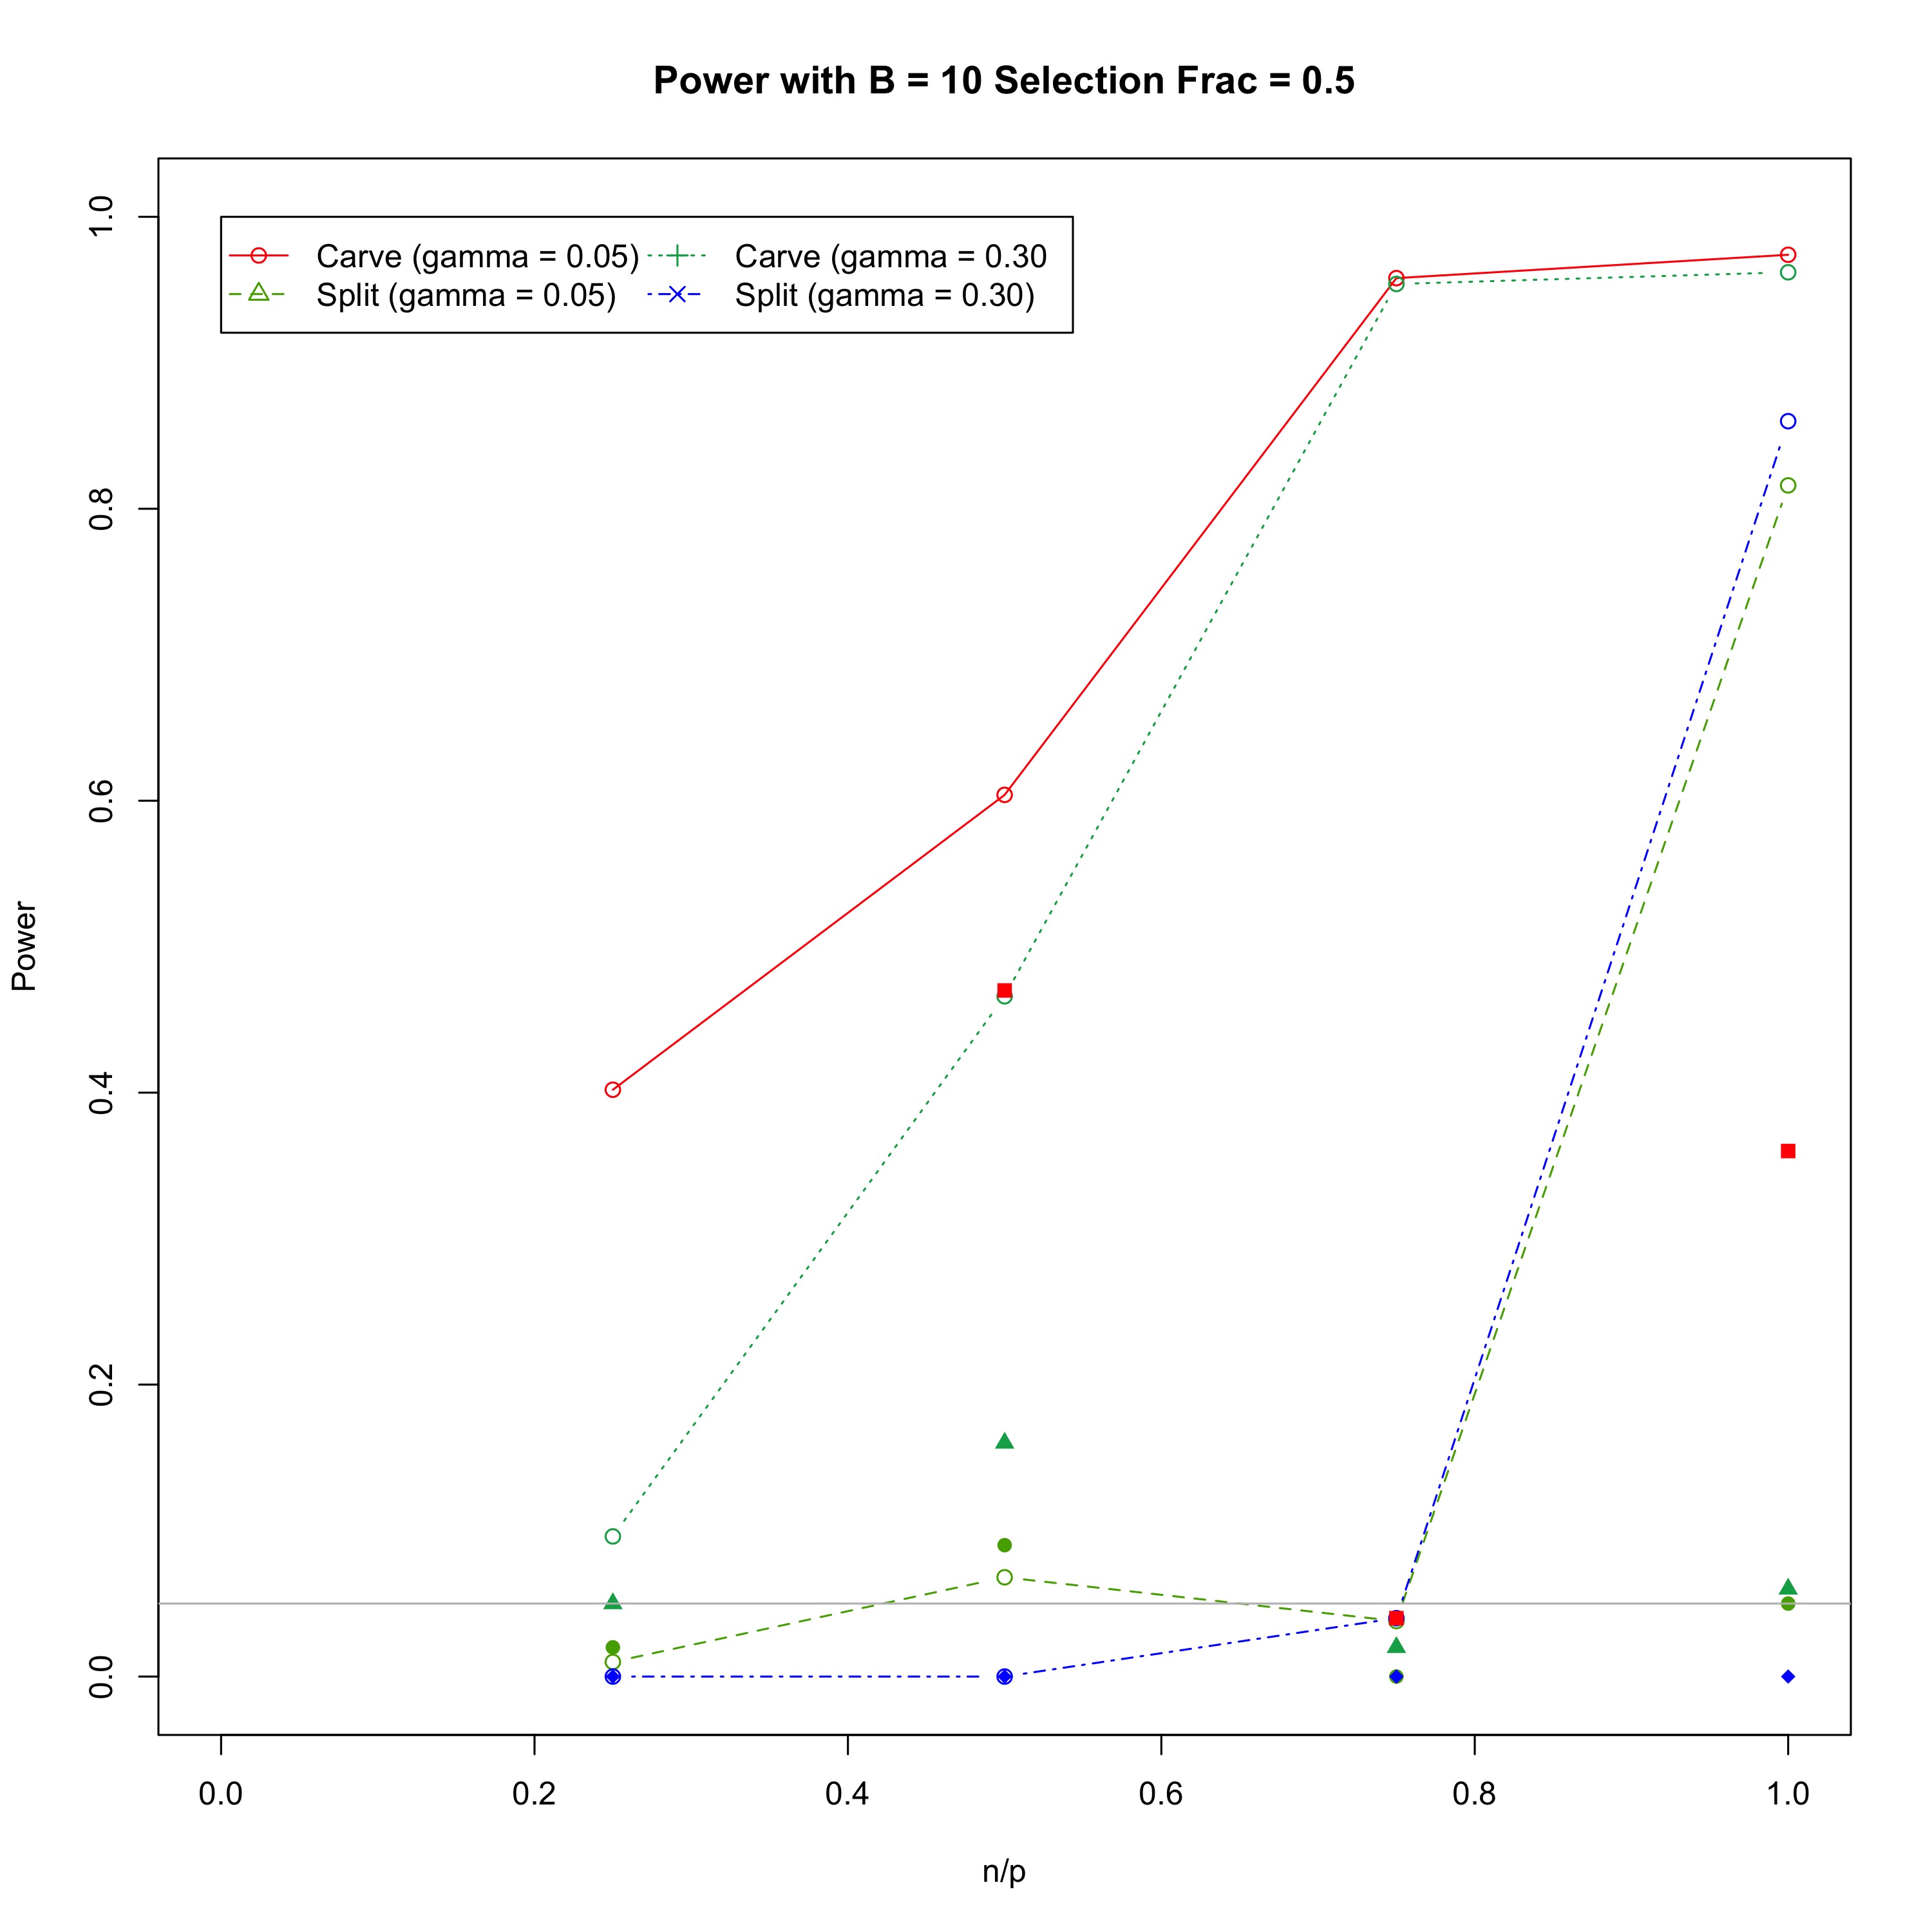 Power with B = 10 Selection Frac = 0.5
Carve (gamma = 0.05) Carve (gamma = 0.30
Split (gamma = 0.05) Split (gamma = 0.30)
1.0
0.8
0.6
0.4
0.2
0.0
Power
0.0 0.2 0.4 0.6 0.8 1.0
n/p